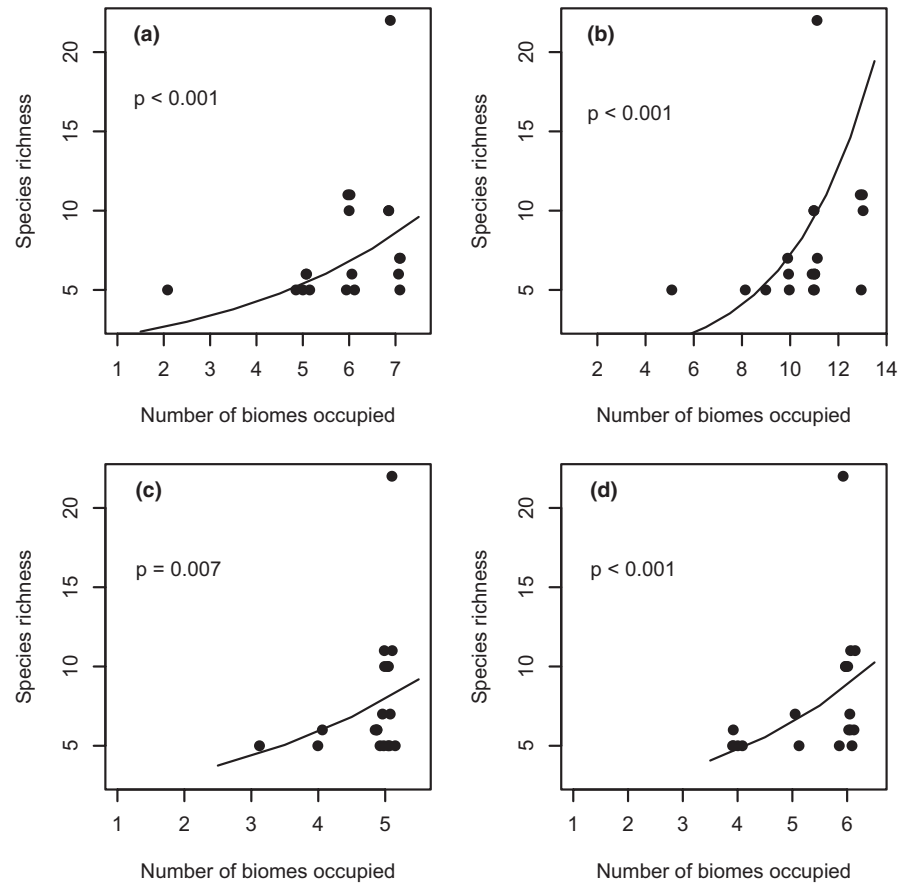 (a)
p < 0.001
Species richness
5 10 15 20
1 2 3 4 5 6 7
Number of biomes occupied
(b)
p < 0.001
Species richness
5 10 15 20
2 4 6 8 10 12 14
Number of biomes occupied
(c)
p = 0.007
Species richness
5 10 15 20
1 2 3 4 5
Number of biomes occupied
(d)
p < 0.001
Species richness
5 10 15 20
1 2 3 4 5 6
Number of biomes occupied